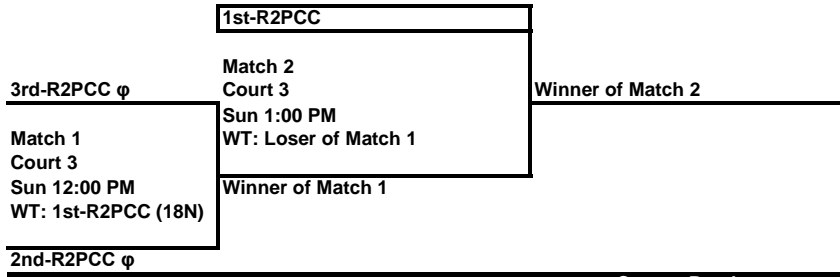 1st-R2PCC
Match 2
3rd-R2PCC φ
Court 3
Winner of Match 2
Sun 1:00 PM
Match 1
WT: Loser of Match 1
Court 3
Sun 12:00 PM
Winner of Match 1
WT: 1st-R2PCC (18N)
2nd-R2PCC φ